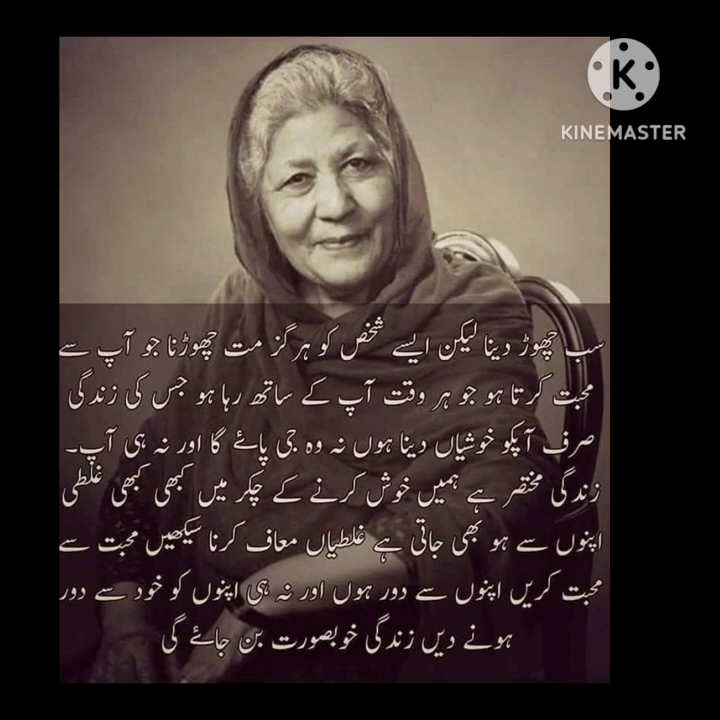 KINEMASTER
سب چھوڑ دینا لیکن ایسے شخص کو ہرگز مت چھوڑنا جو آپ سے
محبت کرتا ہو جو ہر وقت آپ کے ساتھ رہا ہو جس کی زندگی
صرف آپکو خوشیاں دینا ہوں نہ وہ جی پائے گا اور نہ ہی آپ۔
زندگی مختصر ہے ہمیں خوش کرنے کے چکر میں کبھی کبھی غلطی
اپنوں سے ہو بھی جاتی ہے غلطیاں معاف کرنا سیکھیں محبت سے
محبت کریں اپنوں سے دور ہوں اور نہ ہی اپنوں کو خود سے دور
ہونے دیں زندگی خوبصورت بن جائے گی